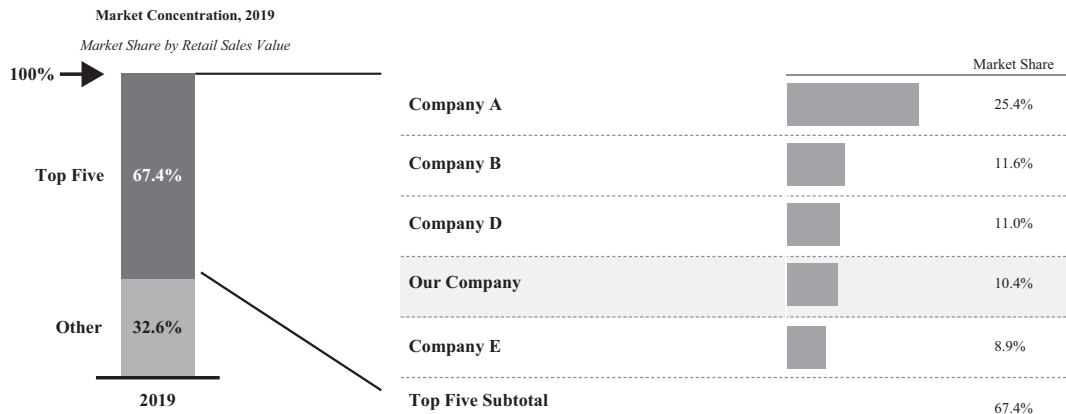 Market Concentration, 2019
Market Share by Retail Sales Value
100%
Top Five
67.4%
Other
32.6%
2019
Market Share
Company A 25.4%
Company B 11.6%
Company D 11.0%
Our Company 10.4%
Company E 8.9%
Top Five Subtotal 67.4%